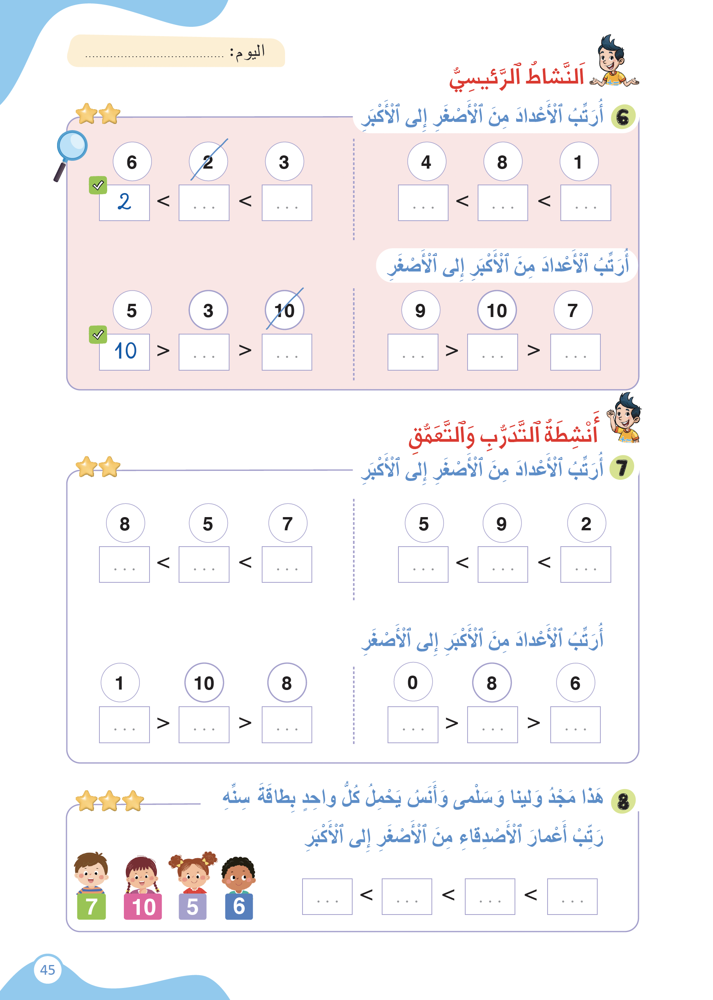 اليوم: ........................................
اَلنَّشاطُ ٱلرَّئيسِيُّ
6 أُرَتِّبُ ٱلْأَعْدادَ مِنَ ٱلْأَصْغَرِ إِلى ٱلْأَكْبَرِ
6 2 3 4 8 1
2 < ... < ... ... < ... < ...
أُرَتِّبُ ٱلْأَعْدادَ مِنَ ٱلْأَكْبَرِ إِلى ٱلْأَصْغَرِ
5 3 10 9 10 7
10 > ... > ... ... > ... > ...
أَنْشِطَةُ ٱلتَّدَرُّبِ وَٱلتَّعَمُّقِ
7 أُرَتِّبُ ٱلْأَعْدادَ مِنَ ٱلْأَصْغَرِ إِلى ٱلْأَكْبَرِ
8 5 7 5 9 2
... < ... < ... ... < ... < ...
أُرَتِّبُ ٱلْأَعْدادَ مِنَ ٱلْأَكْبَرِ إِلى ٱلْأَصْغَرِ
1 10 8 0 8 6
... > ... > ... ... > ... > ...
8 هَذا مَجْدُ وَلينا وَسَلْمى وَأَنَسُ يَحْمِلُ كُلُّ واحِدٍ بِطاقَةَ سِنِّهِ
رَتِّبْ أَعْمارَ ٱلْأَصْدِقاءِ مِنَ ٱلْأَصْغَرِ إِلى ٱلْأَكْبَرِ
7 10 5 6
... < ... < ... < ...
45